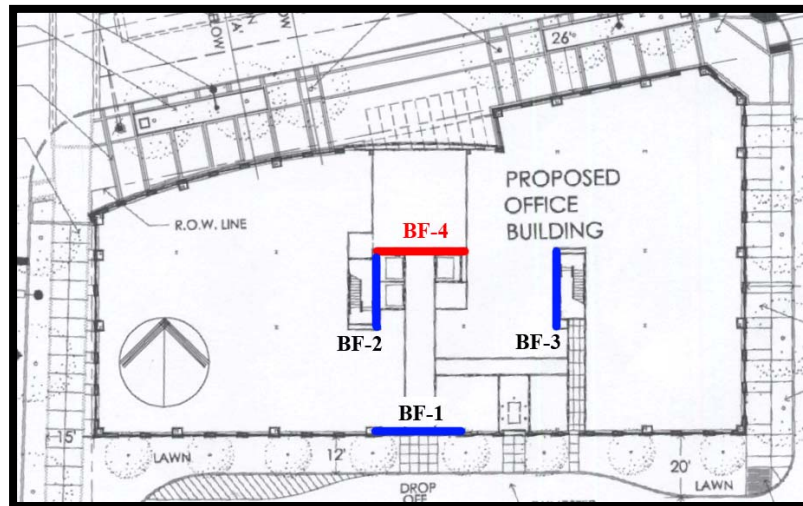 26'
PROPOSED
OFFICE
BUILDING
R.O.W. LINE
BF-4
BF-2
BF-3
BF-1
15'
LAWN
12'
20'
DROP
LAWN